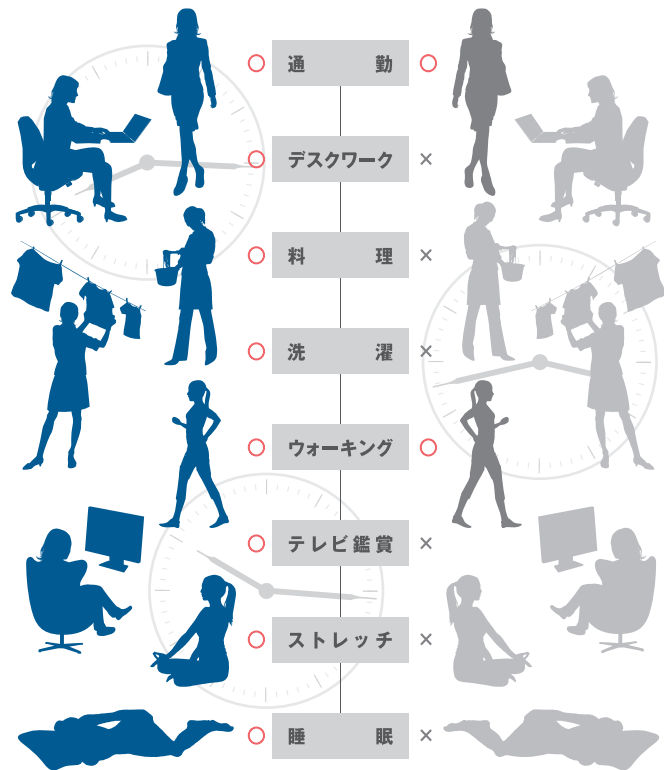 ○ 通勤 ○
○ デスクワーク ×
○ 料理 ×
○ 洗濯 ×
○ ウォーキング ○
○ テレビ鑑賞 ×
○ ストレッチ ×
○ 睡眠 ×